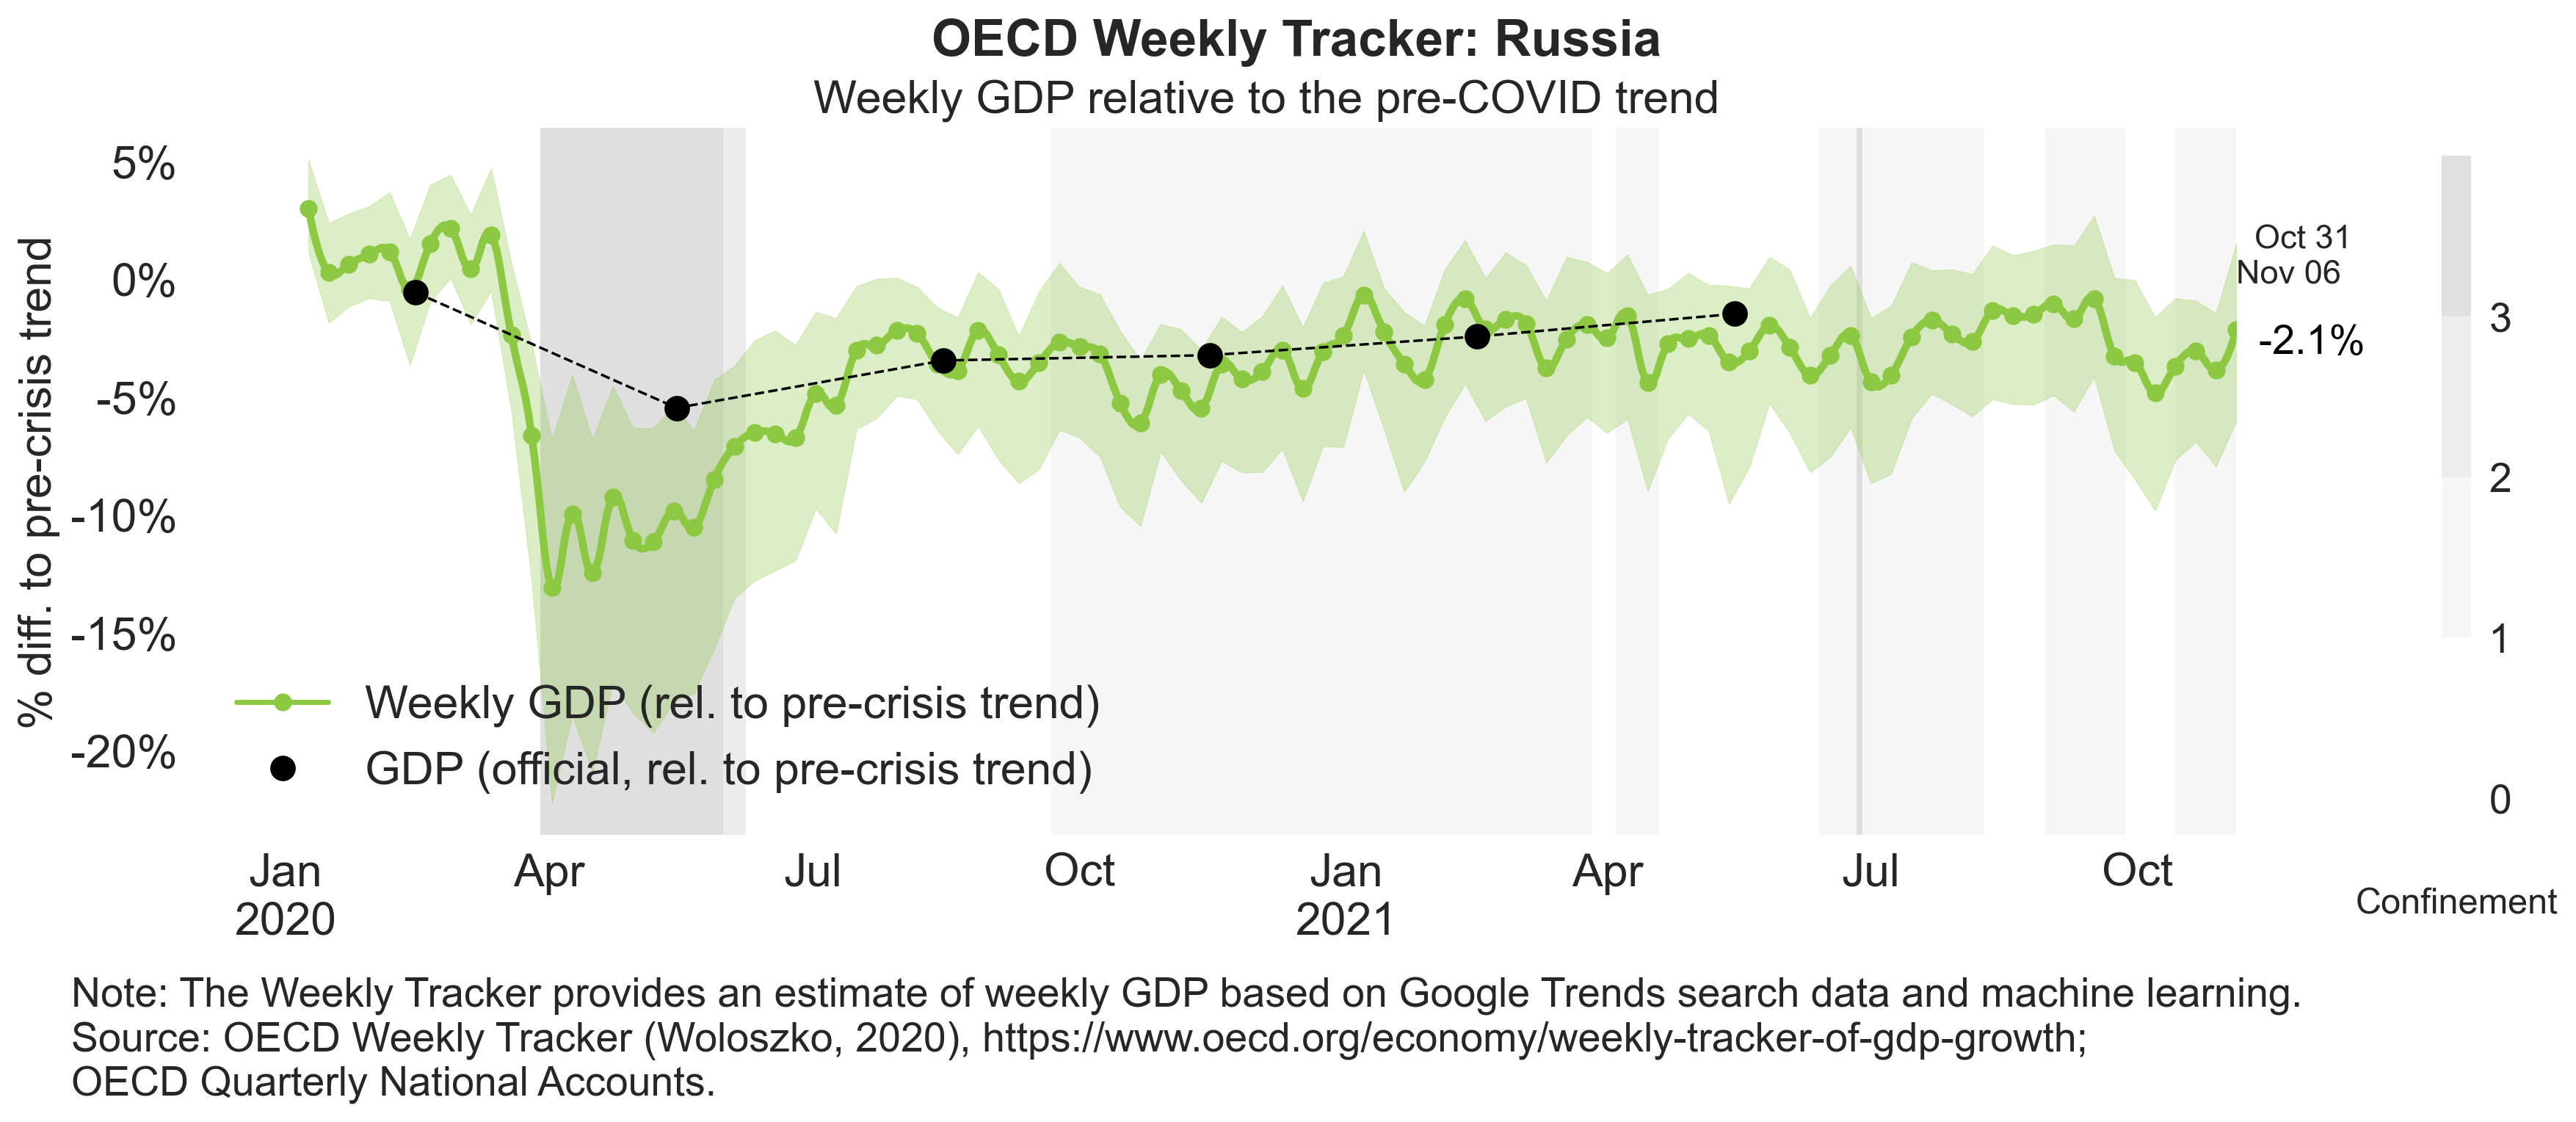 OECD Weekly Tracker: Russia
Weekly GDP relative to the pre-COVID trend
% diff. to pre-crisis trend
5%
0%
-5%
-10%
-15%
-20%
Weekly GDP (rel. to pre-crisis trend)
GDP (official, rel. to pre-crisis trend)
Oct 31
Nov 06
-2.1%
3
2
1
0
Confinement
Jan Apr Jul Oct Jan Apr Jul Oct
2020 2021
Note: The Weekly Tracker provides an estimate of weekly GDP based on Google Trends search data and machine learning.
Source: OECD Weekly Tracker (Woloszko, 2020), https://www.oecd.org/economy/weekly-tracker-of-gdp-growth;
OECD Quarterly National Accounts.